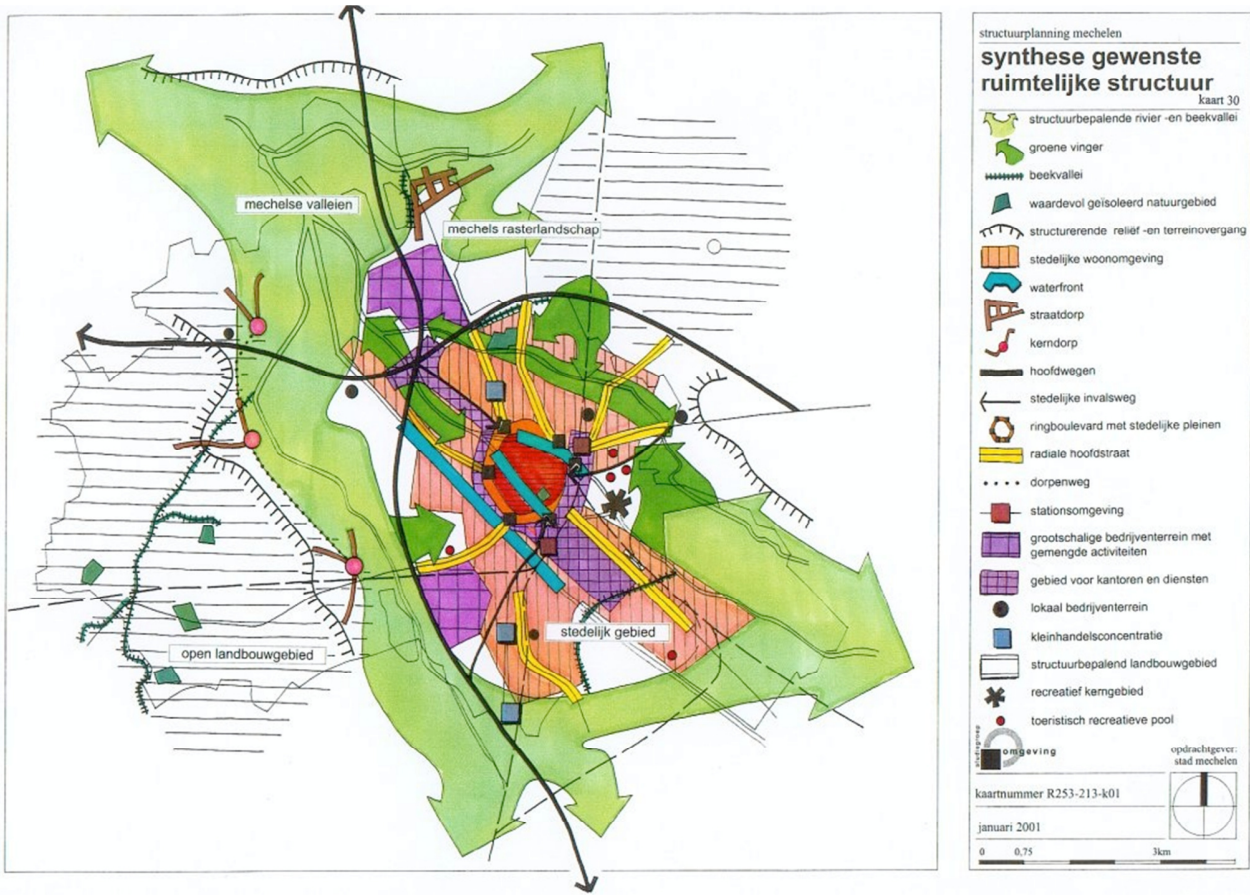 mechelse valleien
mechels rasterlandschap
open landbouwgebied
stedelijk gebied
structuurplanning mechelen
synthese gewenste
ruimtelijke structuur
kaart 30
structuurbepalende rivier -en beekvallei
groene vinger
beekvallei
waardevol geïsoleerd natuurgebied
structurerende reliëf -en terreinovergang
stedelijke woonomgeving
waterfront
straatdorp
kerndorp
hoofdwegen
stedelijke invalsweg
ringboulevard met stedelijke pleinen
radiale hoofdstraat
dorpenweg
stationsomgeving
grootschalige bedrijventerrein met
gemengde activiteiten
gebied voor kantoren en diensten
lokaal bedrijventerrein
kleinhandelsconcentratie
structuurbepalend landbouwgebied
recreatief kerngebied
toeristisch recreatieve pool
studiegroep
omgeving
opdrachtgever:
stad mechelen
kaartnummer R253-213-k01
januari 2001
0 0,75 3km